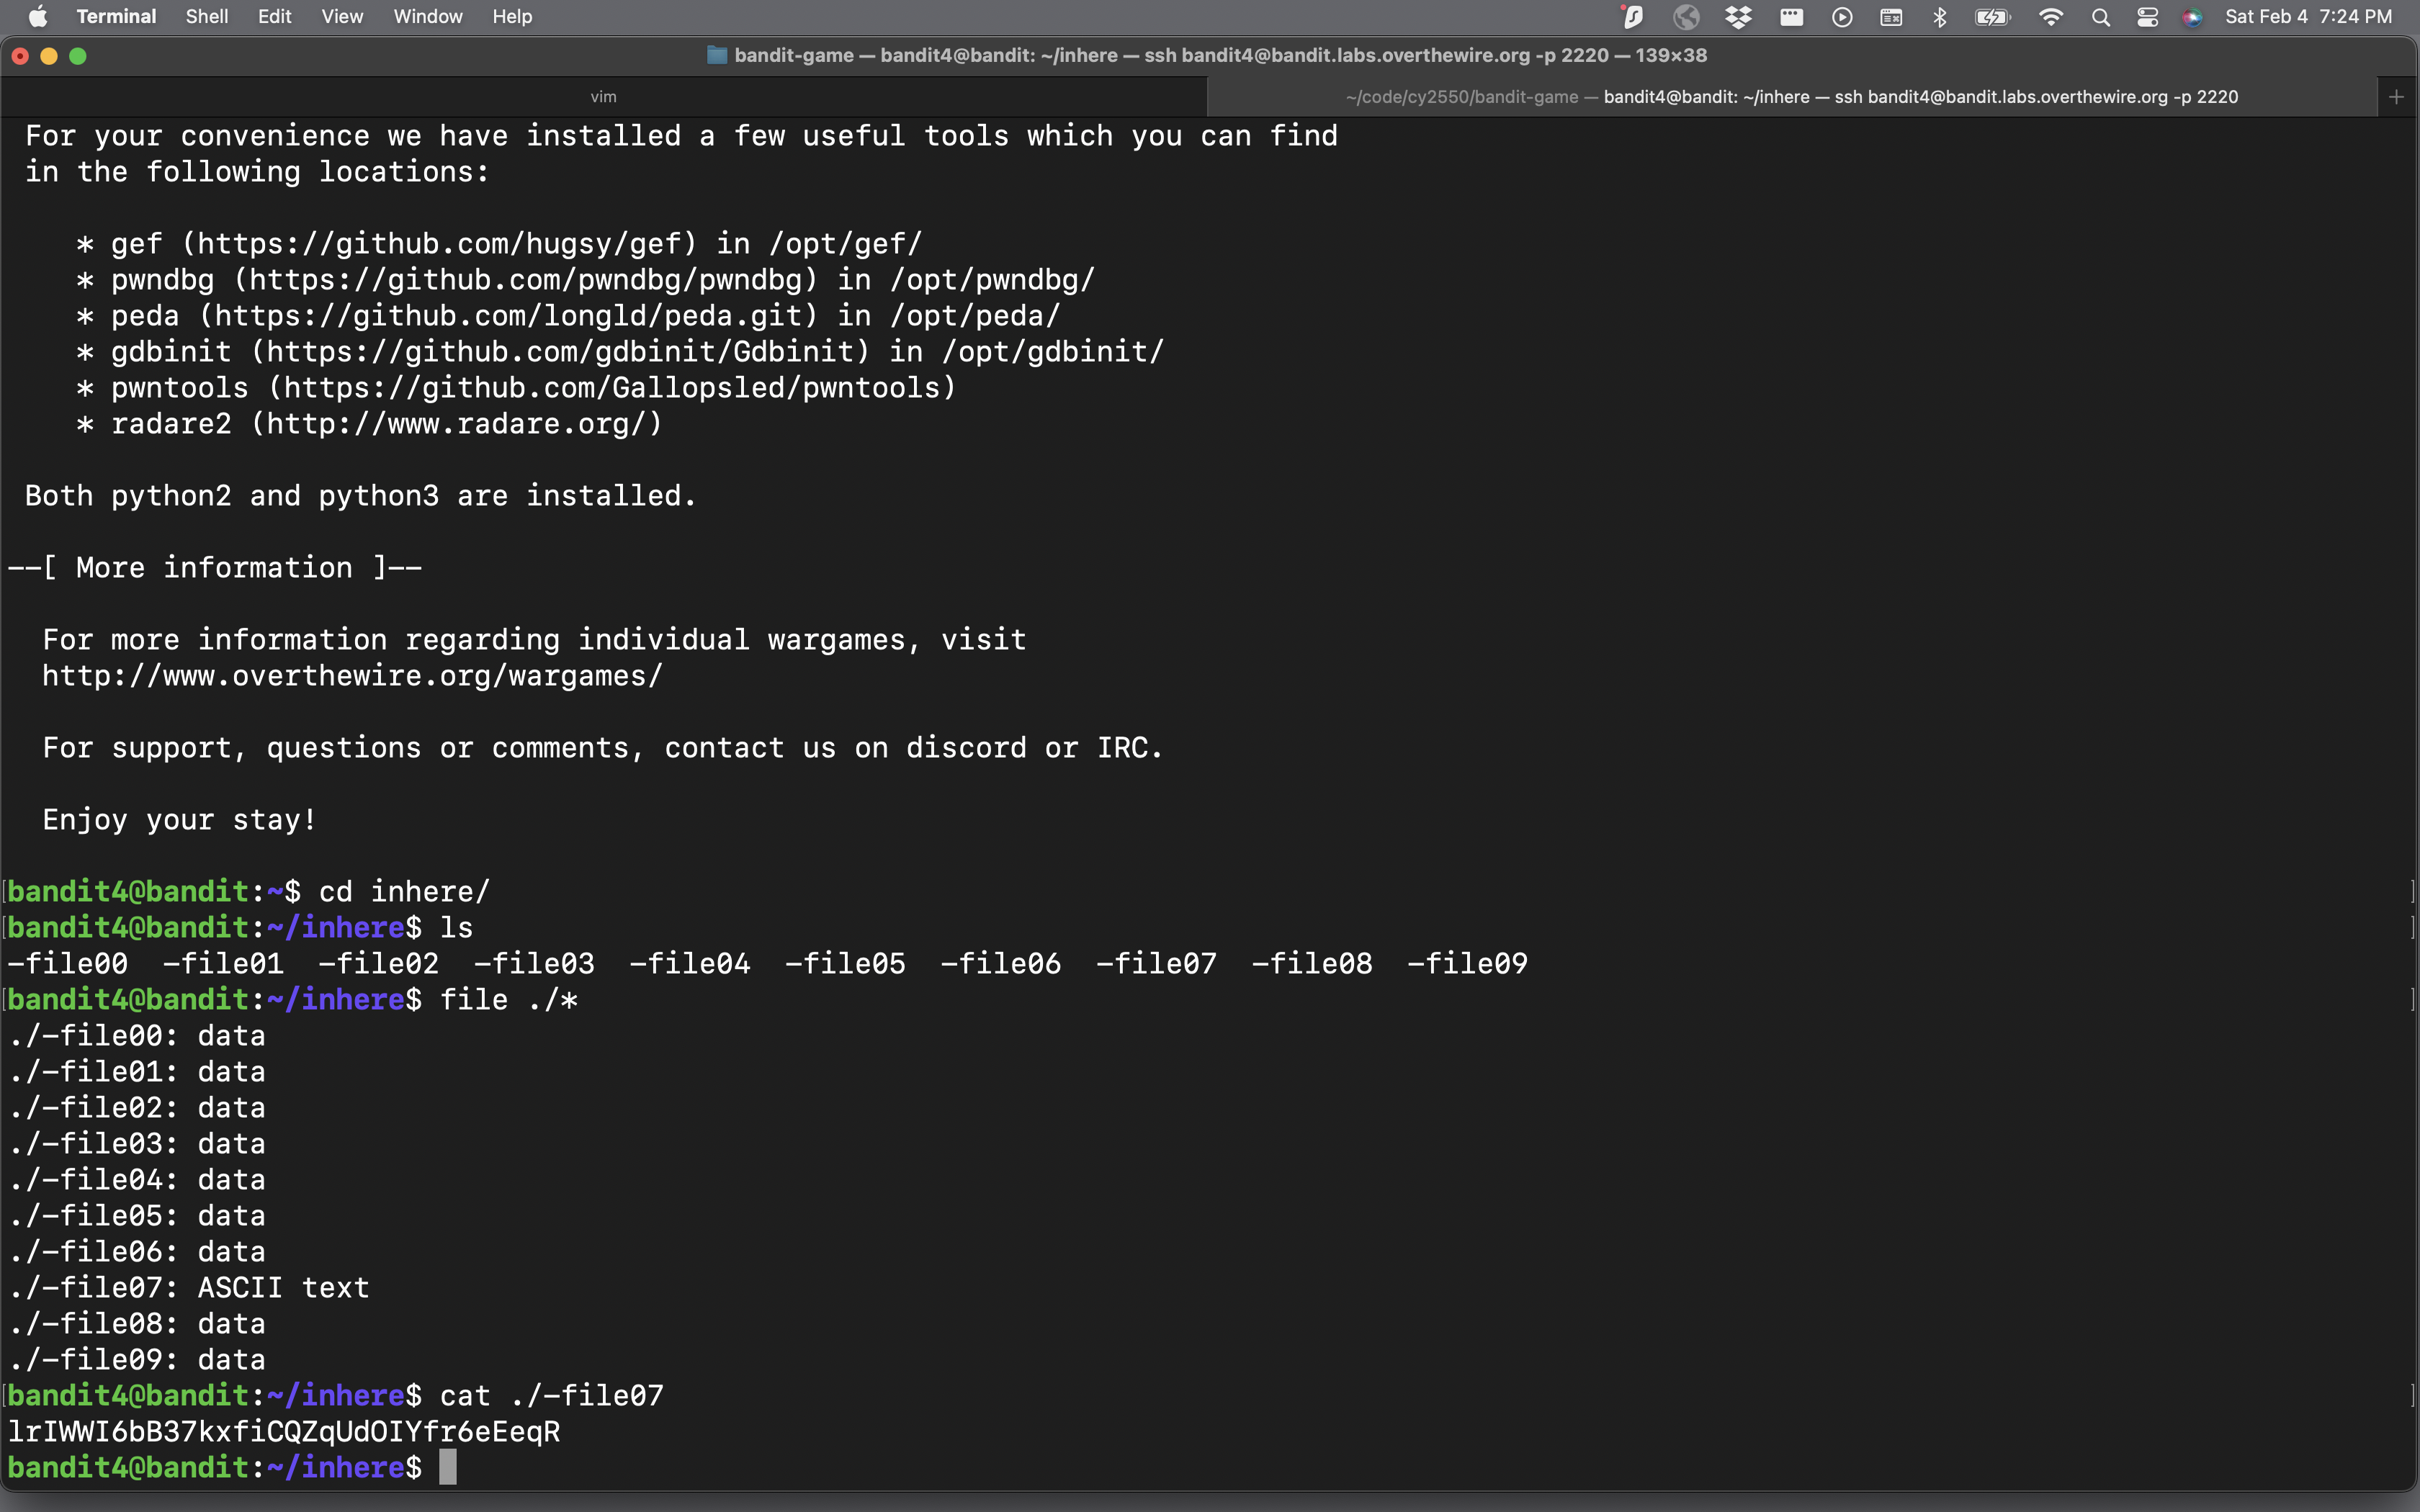 Terminal Shell Edit View Window Help Sat Feb 4 7:24 PM
bandit-game — bandit4@bandit: ~/inhere — ssh bandit4@bandit.labs.overthewire.org -p 2220 — 139×38
vim ~/code/cy2550/bandit-game — bandit4@bandit: ~/inhere — ssh bandit4@bandit.labs.overthewire.org -p 2220
For your convenience we have installed a few useful tools which you can find
in the following locations:
* gef (https://github.com/hugsy/gef) in /opt/gef/
* pwndbg (https://github.com/pwndbg/pwndbg) in /opt/pwndbg/
* peda (https://github.com/longld/peda.git) in /opt/peda/
* gdbinit (https://github.com/gdbinit/Gdbinit) in /opt/gdbinit/
* pwntools (https://github.com/Gallopsled/pwntools)
* radare2 (http://www.radare.org/)
Both python2 and python3 are installed.
--[ More information ]--
For more information regarding individual wargames, visit
http://www.overthewire.org/wargames/
For support, questions or comments, contact us on discord or IRC.
Enjoy your stay!
[bandit4@bandit:~$ cd inhere/ ]
[bandit4@bandit:~/inhere$ ls ]
-file00 -file01 -file02 -file03 -file04 -file05 -file06 -file07 -file08 -file09
[bandit4@bandit:~/inhere$ file ./* ]
./-file00: data
./-file01: data
./-file02: data
./-file03: data
./-file04: data
./-file05: data
./-file06: data
./-file07: ASCII text
./-file08: data
./-file09: data
[bandit4@bandit:~/inhere$ cat ./-file07 ]
lrIWWI6bB37kxfiCQZqUdOIYfr6eEeqR
bandit4@bandit:~/inhere$